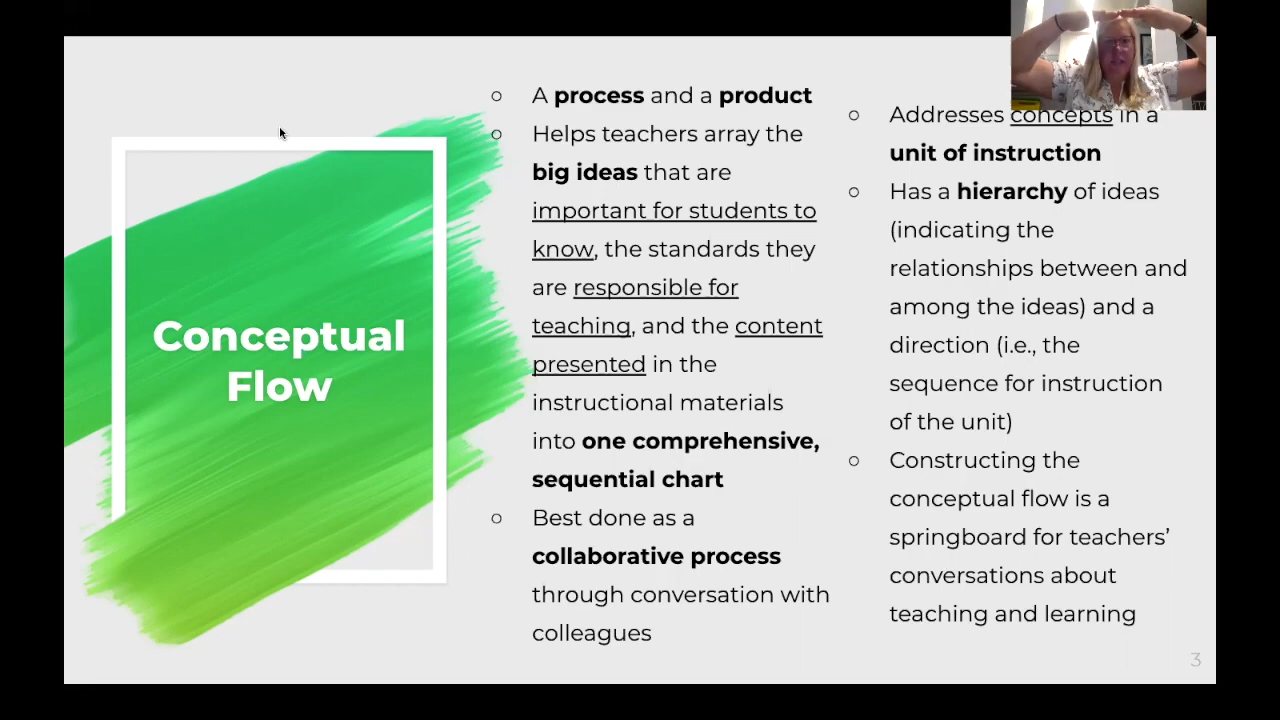 Conceptual
Flow
○ A process and a product
○ Helps teachers array the
big ideas that are
important for students to
know, the standards they
are responsible for
teaching, and the content
presented in the
instructional materials
into one comprehensive,
sequential chart
○ Best done as a
collaborative process
through conversation with
colleagues
○ Addresses concepts in a
unit of instruction
○ Has a hierarchy of ideas
(indicating the
relationships between and
among the ideas) and a
direction (i.e., the
sequence for instruction
of the unit)
○ Constructing the
conceptual flow is a
springboard for teachers’
conversations about
teaching and learning
3